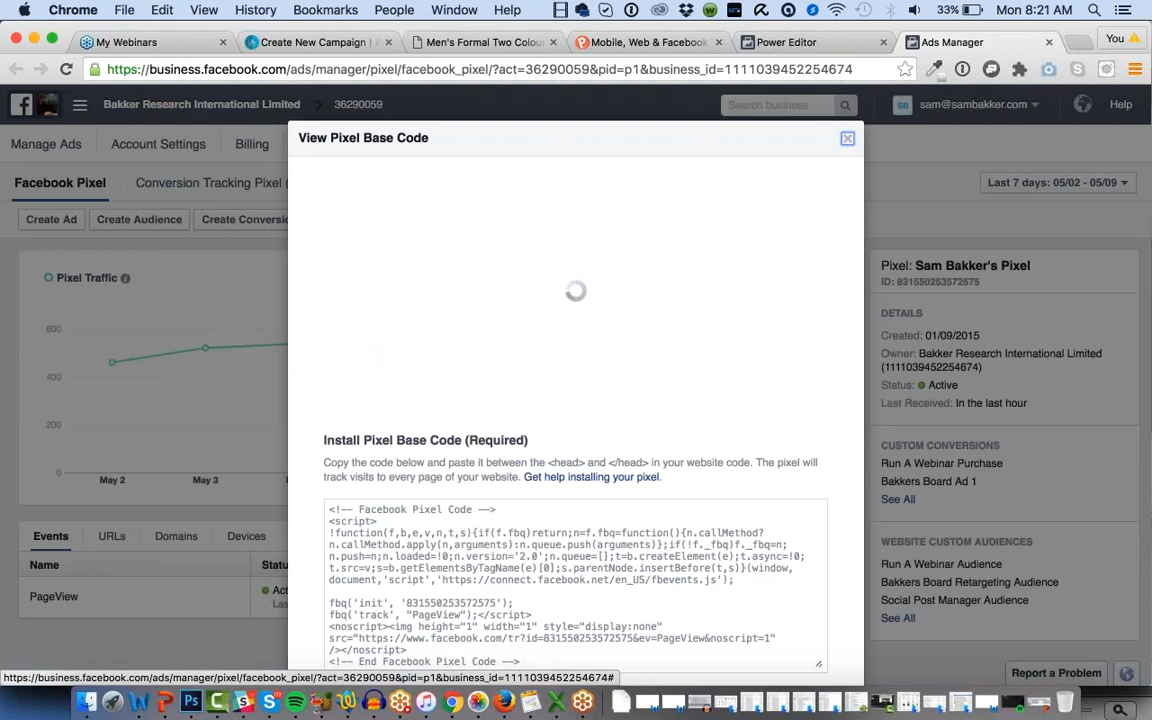 Chrome File Edit View History Bookmarks People Window Help 33% Mon 8:21 AM
My Webinars Create New Campaign | Men's Formal Two Colou Mobile, Web & Facebook Power Editor Ads Manager You
https://business.facebook.com/ads/manager/pixel/facebook_pixel/?act=36290059&pid=p1&business_id=1111039452254674
Bakker Research International Limited 36290059 Search business SB sam@sambakker.com Help
Manage Ads Account Settings Billing
View Pixel Base Code
Facebook Pixel Conversion Tracking Pixel ( Last 7 days: 05/02 - 05/09
Create Ad Create Audience Create Conversi
Pixel Traffic
600
400
200
0
May 2 May 3
Pixel: Sam Bakker's Pixel
ID: 831550253572575
DETAILS
Created: 01/09/2015
Owner: Bakker Research International Limited
(1111039452254674)
Status: Active
Last Received: In the last hour
CUSTOM CONVERSIONS
Run A Webinar Purchase
Bakkers Board Ad 1
See All
WEBSITE CUSTOM AUDIENCES
Run A Webinar Audience
Bakkers Board Retargeting Audience
Social Post Manager Audience
See All
Report a Problem
Events URLs Domains Devices
Name Statu
PageView Act
Las
Install Pixel Base Code (Required)
Copy the code below and paste it between the <head> and </head> in your website code. The pixel will
track visits to every page of your website. Get help installing your pixel.
<!-- Facebook Pixel Code -->
<script>
!function(f,b,e,v,n,t,s){if(f.fbq)return;n=f.fbq=function(){n.callMethod?
n.callMethod.apply(n,arguments):n.queue.push(arguments)};if(!f._fbq)f._fbq=n;
n.push=n;n.loaded=!0;n.version='2.0';n.queue=[];t=b.createElement(e);t.async=!0;
t.src=v;s=b.getElementsByTagName(e)[0];s.parentNode.insertBefore(t,s)}(window,
document,'script','https://connect.facebook.net/en_US/fbevents.js');
fbq('init', '831550253572575');
fbq('track', "PageView");</script>
<noscript><img height="1" width="1" style="display:none"
src="https://www.facebook.com/tr?id=831550253572575&ev=PageView&noscript=1"
/></noscript>
<!-- End Facebook Pixel Code -->
https://business.facebook.com/ads/manager/pixel/facebook_pixel/?act=36290059&pid=p1&business_id=1111039452254674#